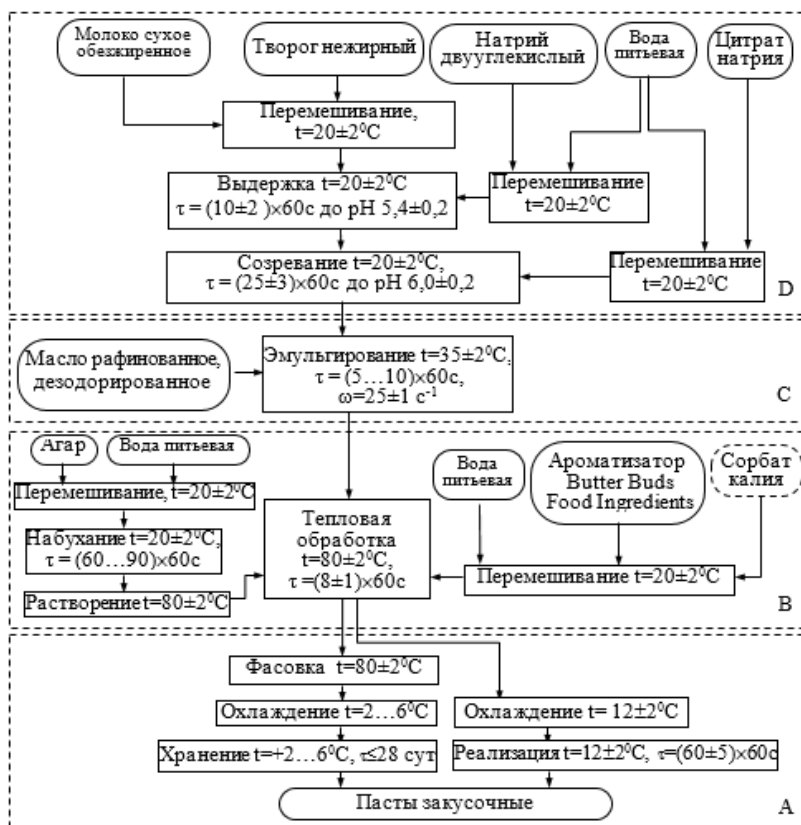 Молоко сухое
обезжиренное
Творог нежирный
Натрий
двууглекислый
Вода
питьевая
Цитрат
натрия
Перемешивание,
t=20±2⁰С
Выдержка t=20±2⁰С
τ = (10±2 )×60с до рН 5,4±0,2
Перемешивание
t=20±2⁰С
Созревание t=20±2⁰С,
τ = (25±3)×60с до рН 6,0±0,2
Перемешивание
t=20±2⁰С
D
Масло рафинованное,
дезодорированное
Эмульгирование t=35±2⁰С,
τ = (5…10)×60с,
ω=25±1 с⁻¹
C
Агар
Вода питьевая
Перемешивание, t=20±2⁰С
Набухание t=20±2⁰С,
τ = (60…90)×60с
Растворение t=80±2⁰С
Тепловая
обработка
t=80±2⁰С,
τ=(8±1)×60с
Вода
питьевая
Ароматизатор
Butter Buds
Food Ingredients
Сорбат
калия
Перемешивание t=20±2⁰С
B
Фасовка t=80±2⁰С
Охлаждение t=2…6⁰С
Хранение t=+2…6⁰С, τ≤28 сут
Охлаждение t= 12±2⁰С
Реализация t=12±2⁰С, τ=(60±5)×60с
Пасты закусочные
A